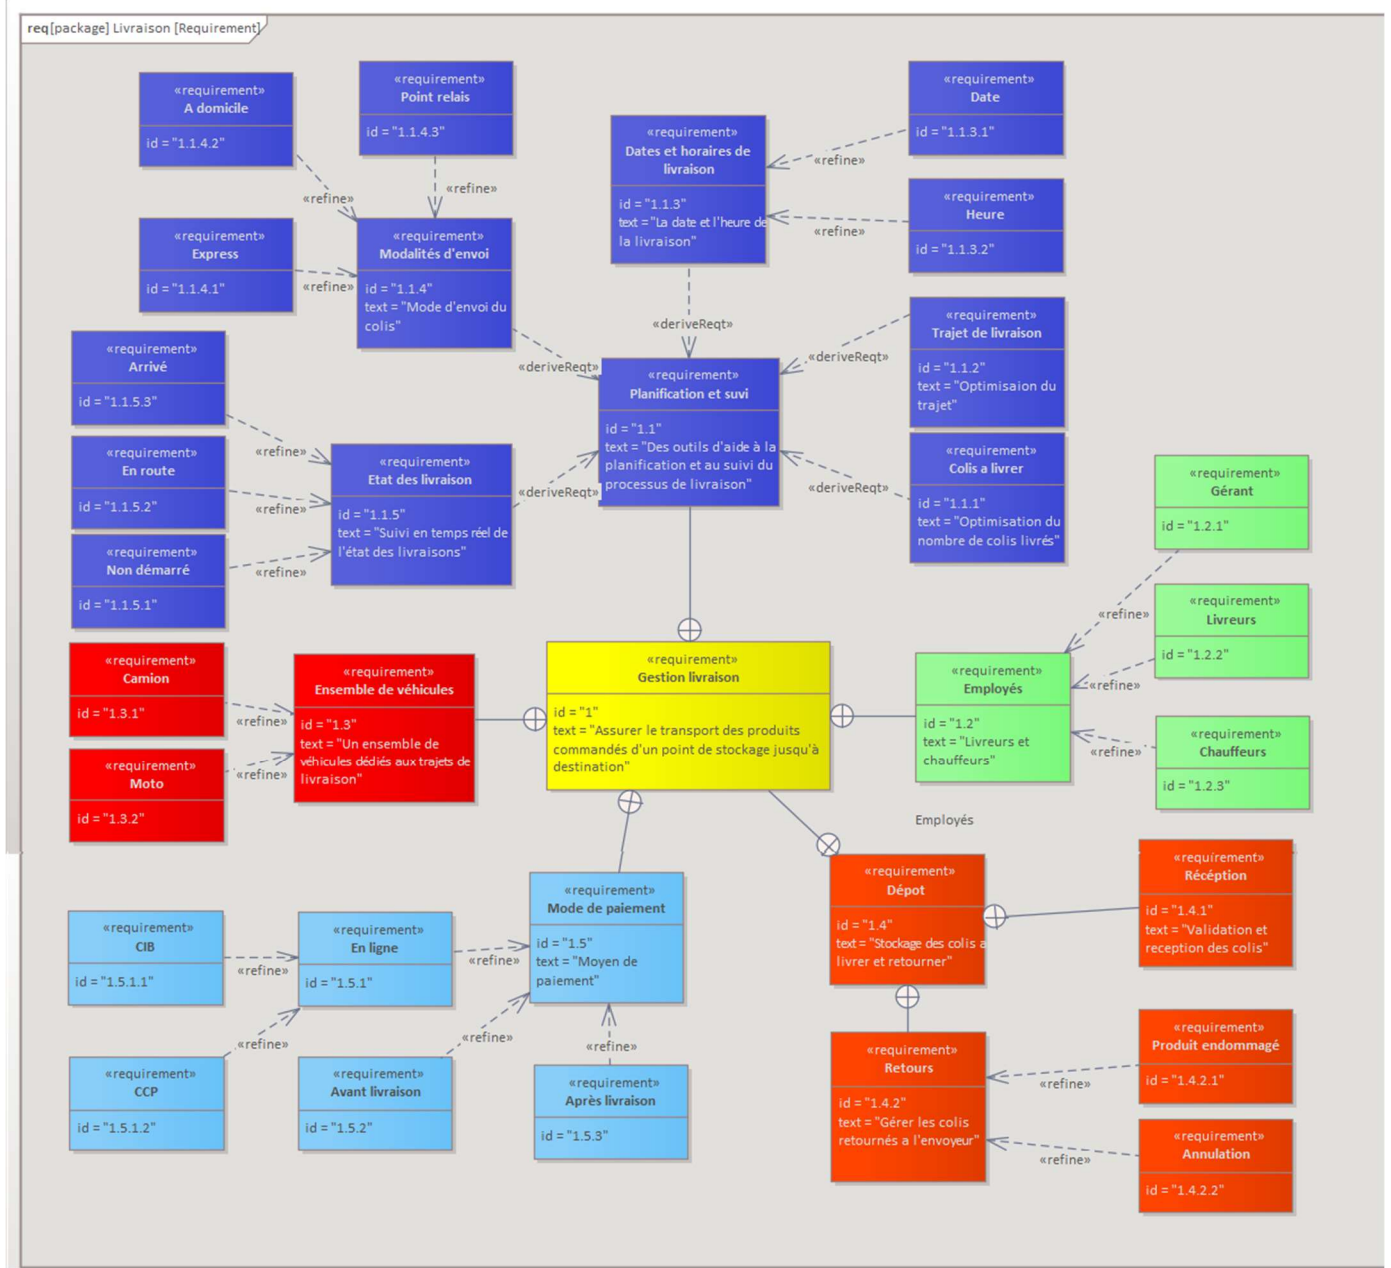 req [package] Livraison [Requirement]
«requirement»
A domicile
id = "1.1.4.2"
«requirement»
Point relais
id = "1.1.4.3"
«requirement»
Dates et horaires de
livraison
id = "1.1.3"
text = "La date et l'heure de
la livraison"
«requirement»
Date
id = "1.1.3.1"
«refine»
«refine»
«refine»
«requirement»
Heure
id = "1.1.3.2"
«refine»
«requirement»
Express
id = "1.1.4.1"
«refine»
«requirement»
Modalités d'envoi
id = "1.1.4"
text = "Mode d'envoi du
colis"
«deriveReqt»
«deriveReqt»
«deriveReqt»
«requirement»
Trajet de livraison
id = "1.1.2"
text = "Optimisaion du
trajet"
«requirement»
Arrivé
id = "1.1.5.3"
«requirement»
Planification et suvi
id = "1.1"
text = "Des outils d'aide à la
planification et au suivi du
processus de livraison"
«requirement»
En route
id = "1.1.5.2"
«refine»
«refine»
«refine»
«requirement»
Etat des livraison
id = "1.1.5"
text = "Suivi en temps réel de
l'état des livraisons"
«deriveReqt»
«deriveReqt»
«requirement»
Colis a livrer
id = "1.1.1"
text = "Optimisation du
nombre de colis livrés"
«requirement»
Non démarré
id = "1.1.5.1"
«requirement»
Gérant
id = "1.2.1"
«refine»
«requirement»
Livreurs
id = "1.2.2"
«refine»
«requirement»
Camion
id = "1.3.1"
«refine»
«requirement»
Ensemble de véhicules
id = "1.3"
text = "Un ensemble de
véhicules dédiés aux trajets de
livraison"
«requirement»
Gestion livraison
id = "1"
text = "Assurer le transport des produits
commandés d'un point de stockage jusqu'à
destination"
«requirement»
Employés
id = "1.2"
text = "Livreurs et
chauffeurs"
«refine»
«requirement»
Chauffeurs
id = "1.2.3"
«requirement»
Moto
id = "1.3.2"
«refine»
Employés
«requirement»
Mode de paiement
id = "1.5"
text = "Moyen de
paiement"
«requirement»
Dépot
id = "1.4"
text = "Stockage des colis a
livrer et retourner"
«requirement»
Récéption
id = "1.4.1"
text = "Validation et
reception des colis"
«requirement»
CIB
id = "1.5.1.1"
«refine»
«requirement»
En ligne
id = "1.5.1"
«refine»
«refine»
«refine»
«refine»
«requirement»
CCP
id = "1.5.1.2"
«requirement»
Avant livraison
id = "1.5.2"
«requirement»
Après livraison
id = "1.5.3"
«requirement»
Retours
id = "1.4.2"
text = "Gérer les colis
retournés a l'envoyeur"
«requirement»
Produit endommagé
id = "1.4.2.1"
«refine»
«requirement»
Annulation
id = "1.4.2.2"
«refine»